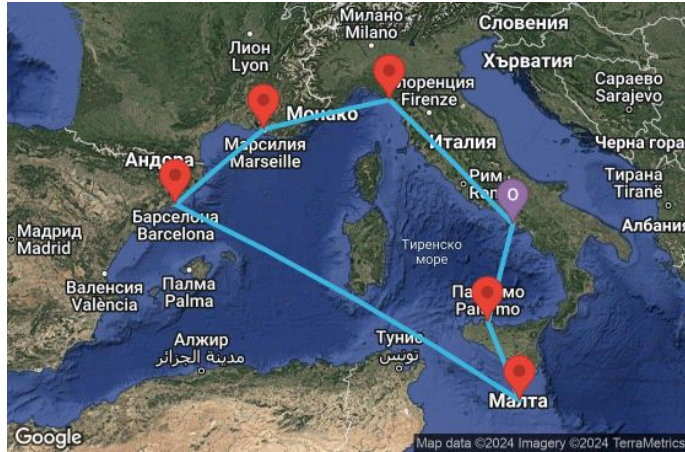 Милано
Milano
Словения
Лион
Lyon
Хърватия
Флоренция
Firenze
Сараево
Sarajevo
Монако
Марсилия
Marseille
Италия
Черна гора
Андора
Рим
Тирана
Tiranë
О
Барселона
Barcelona
Албания
Мадрид
Madrid
Тиренско
море
Валенсия
València
Палма
Palma
Алжир
مدينة الجزائر
Тунис
تونس
Малта
Google
Map data ©2024 Imagery ©2024 TerraMetrics